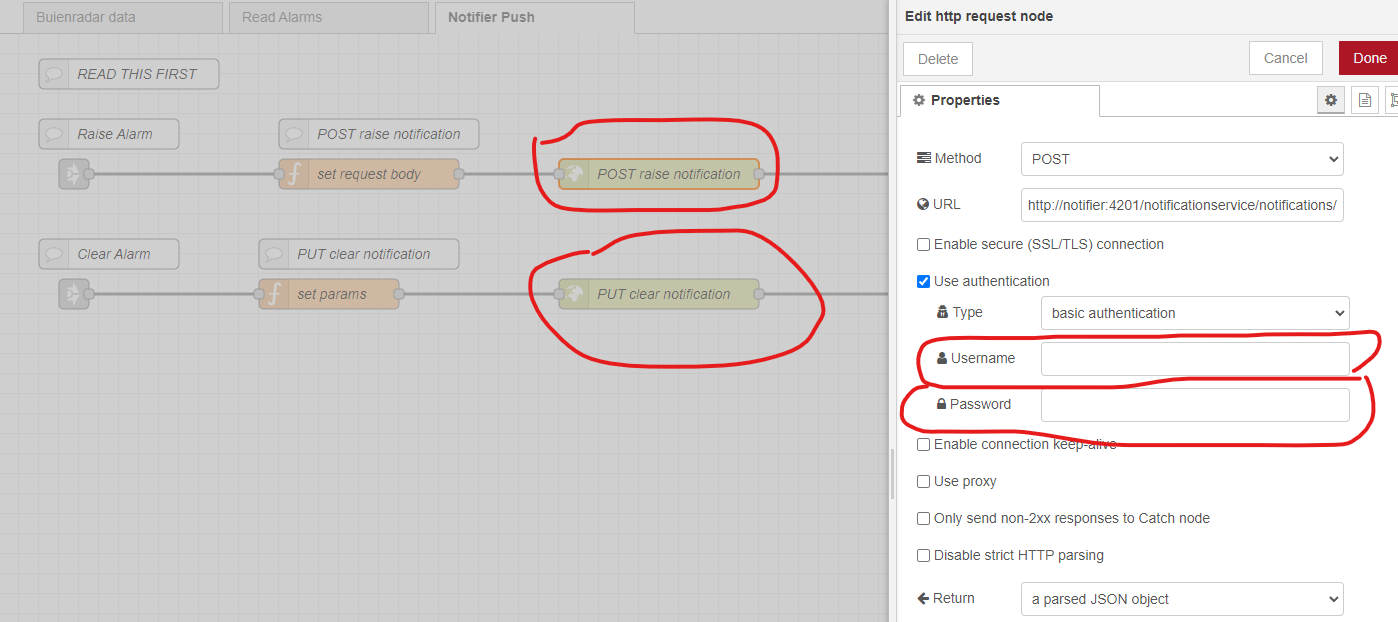 Buienradar data
Read Alarms
Notifier Push
READ THIS FIRST
Raise Alarm
POST raise notification
set request body
POST raise notification
Clear Alarm
PUT clear notification
set params
PUT clear notification
Edit http request node
Delete
Cancel
Done
Properties
Method
POST
URL
http://notifier:4201/notificationservice/notifications/
Enable secure (SSL/TLS) connection
Use authentication
Type
basic authentication
Username
Password
Enable connection keep-alive
Use proxy
Only send non-2xx responses to Catch node
Disable strict HTTP parsing
Return
a parsed JSON object